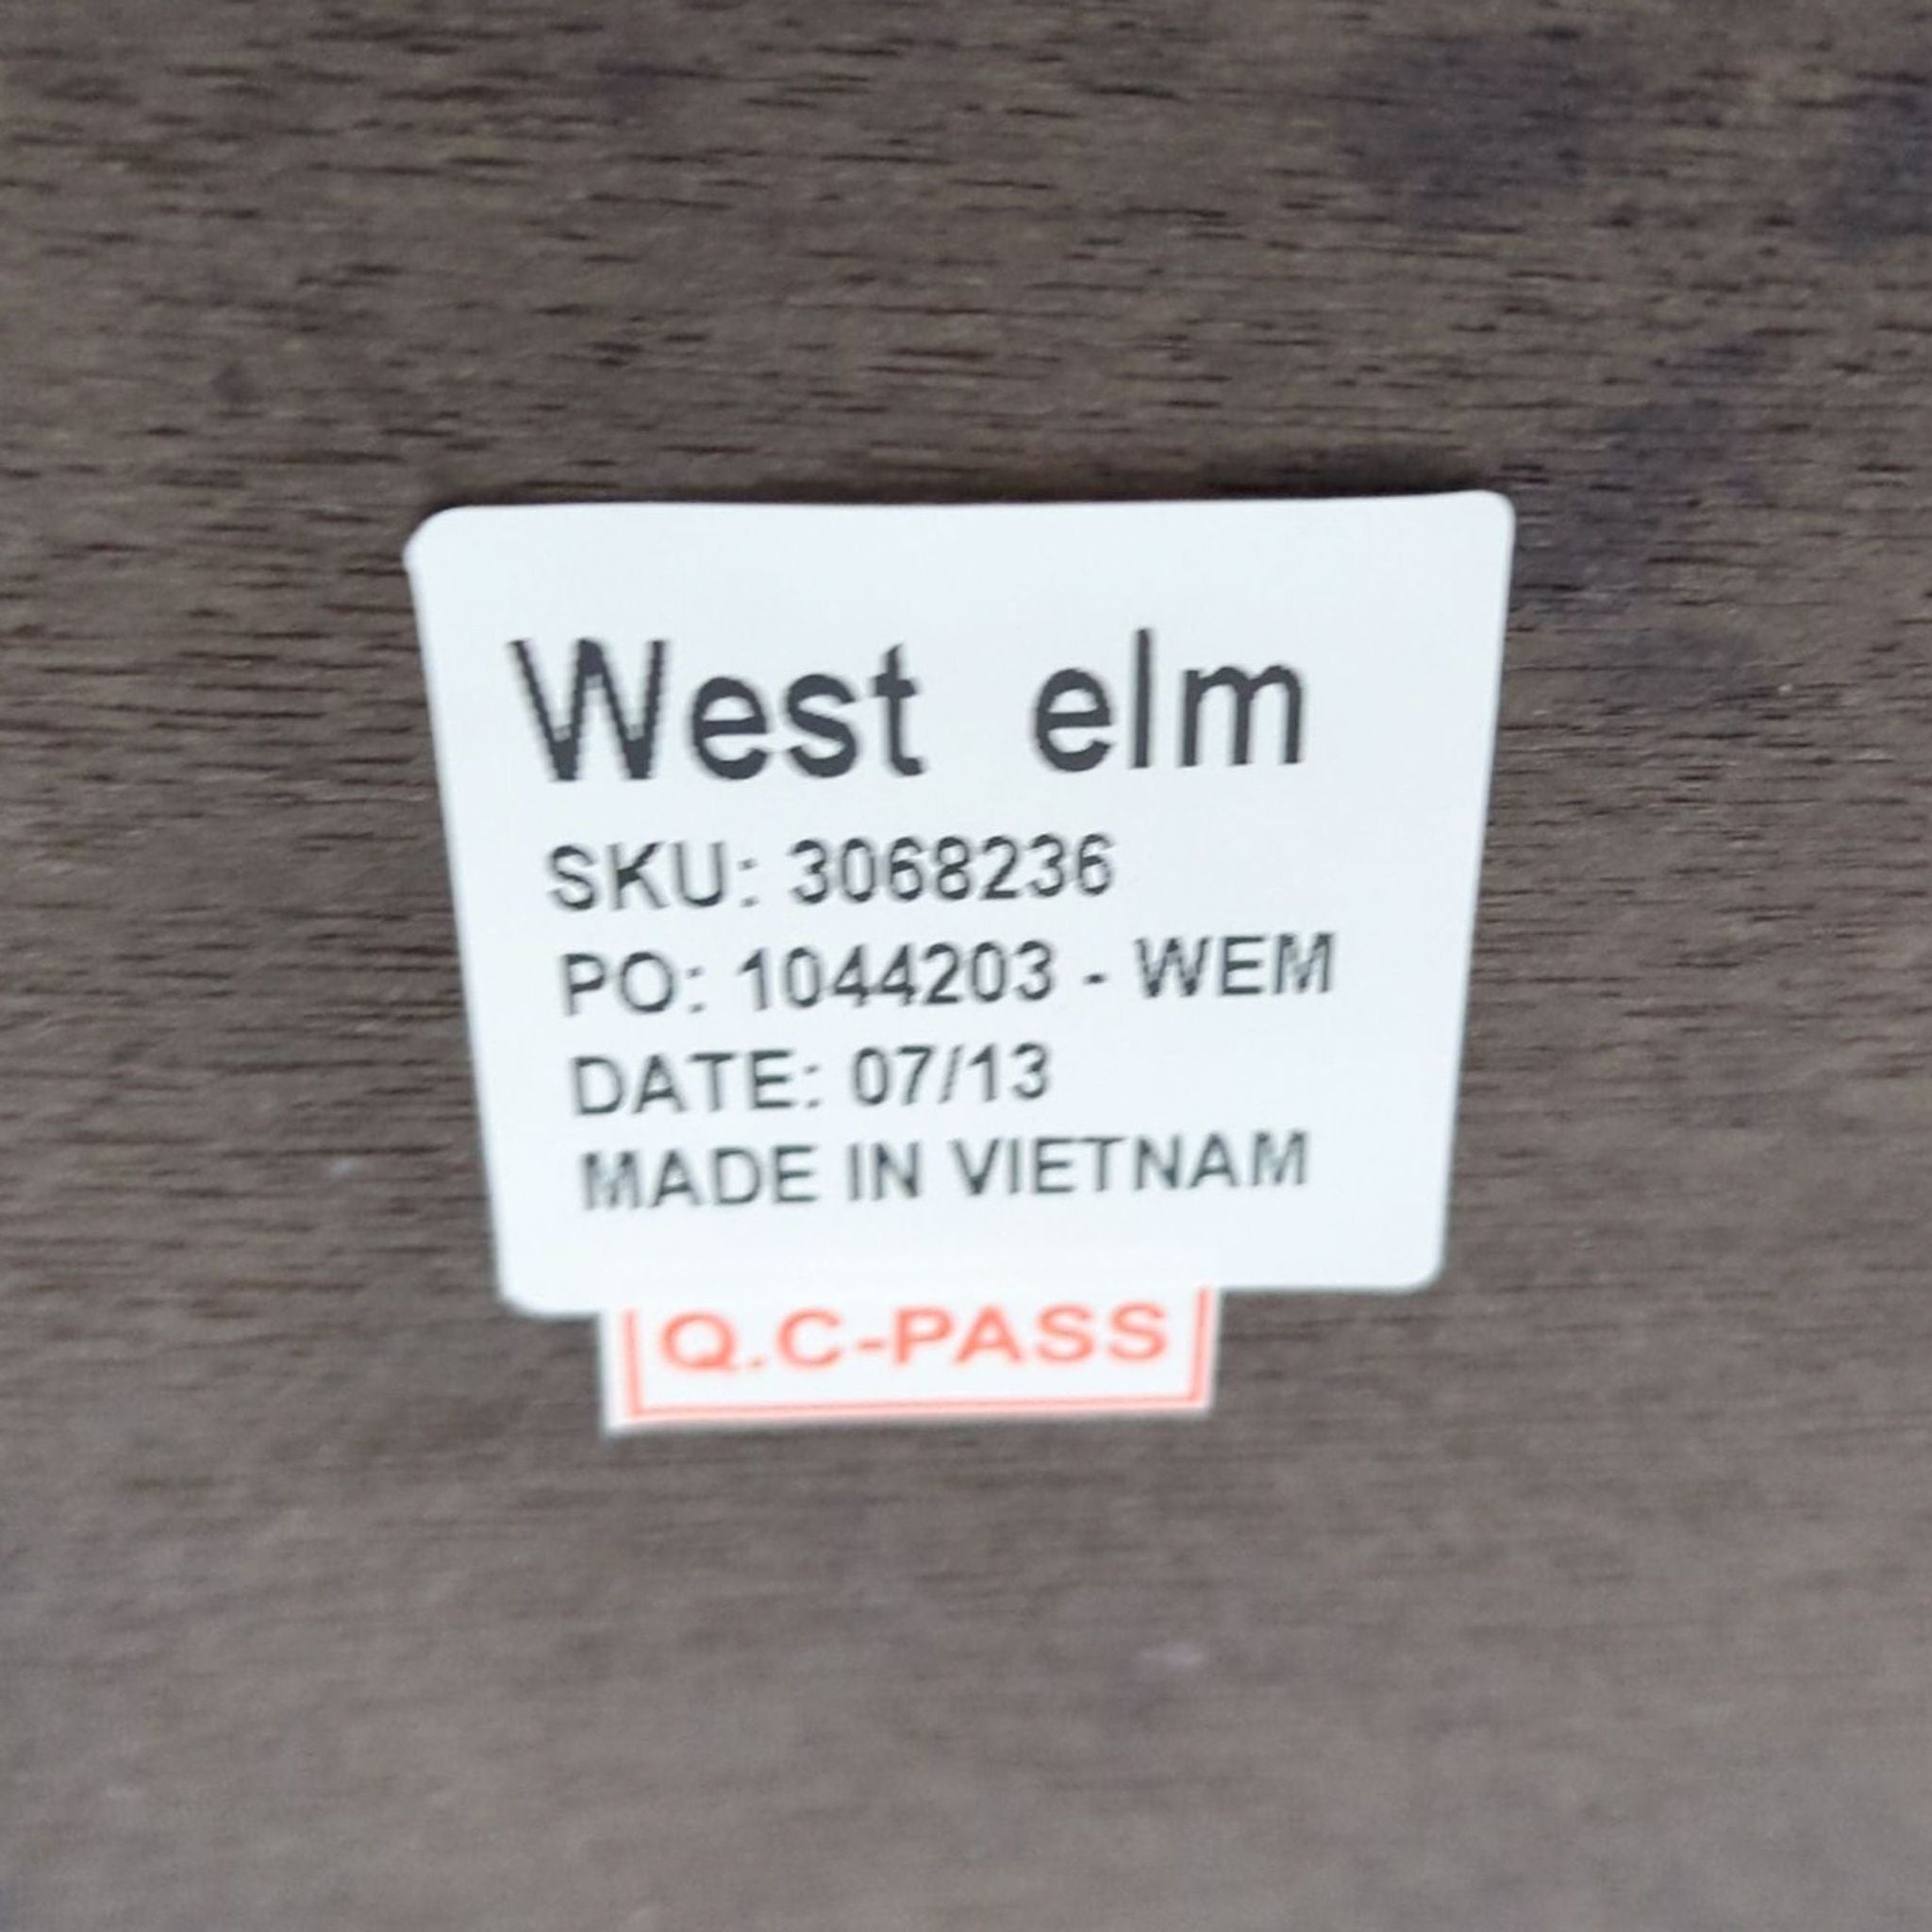 West elm
SKU: 3068236
PO: 1044203 - WEM
DATE: 07/13
MADE IN VIETNAM
Q.C-PASS